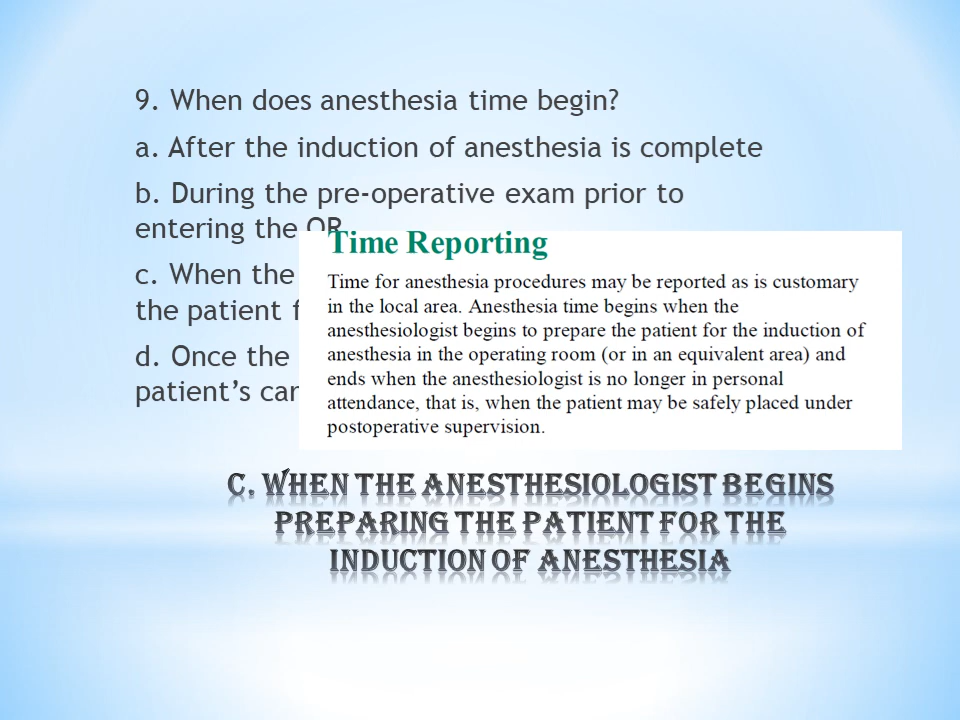 9. When does anesthesia time begin?
a. After the induction of anesthesia is complete
b. During the pre-operative exam prior to
entering the OR
c. When the
the patient
d. Once the
patient’s
Time Reporting
Time for anesthesia procedures may be reported as is customary
in the local area. Anesthesia time begins when the
anesthesiologist begins to prepare the patient for the induction of
anesthesia in the operating room (or in an equivalent area) and
ends when the anesthesiologist is no longer in personal
attendance, that is, when the patient may be safely placed under
postoperative supervision.
C. WHEN THE ANESTHESIOLOGIST BEGINS
PREPARING THE PATIENT FOR THE
INDUCTION OF ANESTHESIA